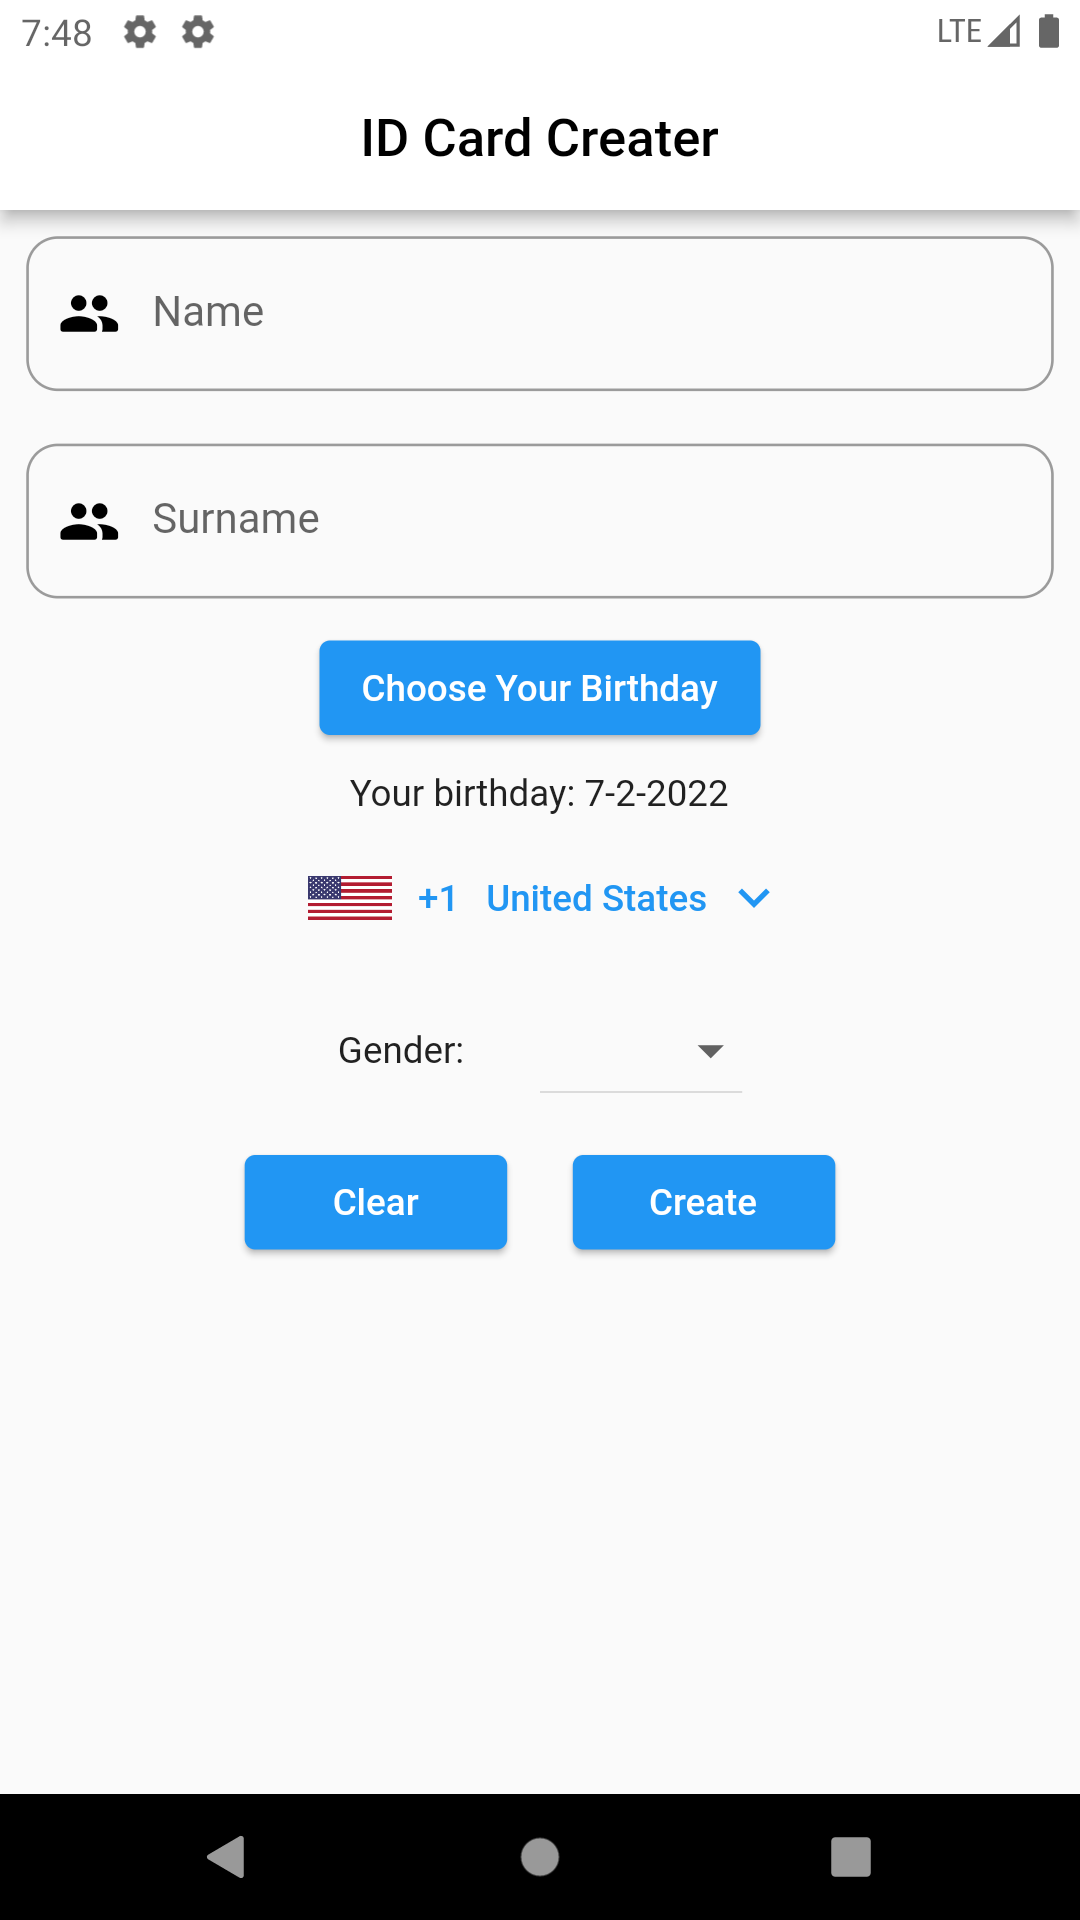 7:48 LTE
ID Card Creater
Name
Surname
Choose Your Birthday
Your birthday: 7-2-2022
+1 United States
Gender:
Clear Create